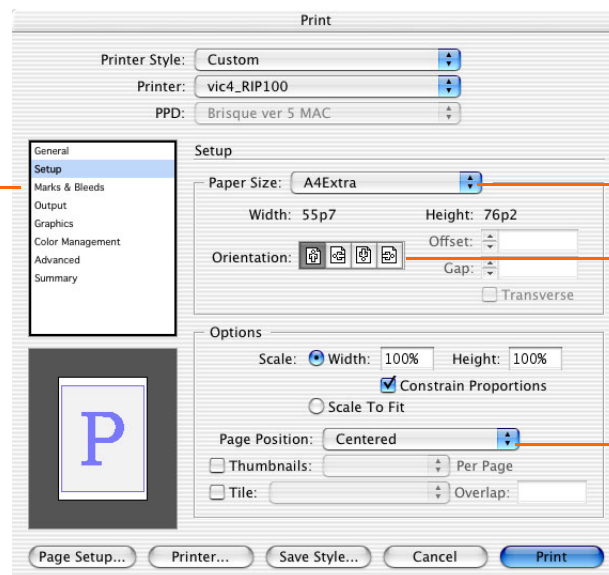 Print
Printer Style: Custom
Printer: vic4_RIP100
PPD: Brisque ver 5 MAC
General
Setup
Marks & Bleeds
Output
Graphics
Color Management
Advanced
Summary
Setup
Paper Size: A4Extra
Width: 55p7 Height: 76p2
Orientation: Offset:
Gap:
Transverse
Options
Scale: Width: 100% Height: 100%
Constrain Proportions
Scale To Fit
Page Position: Centered
Thumbnails: Per Page
Tile: Overlap:
P
Page Setup... Printer... Save Style... Cancel Print